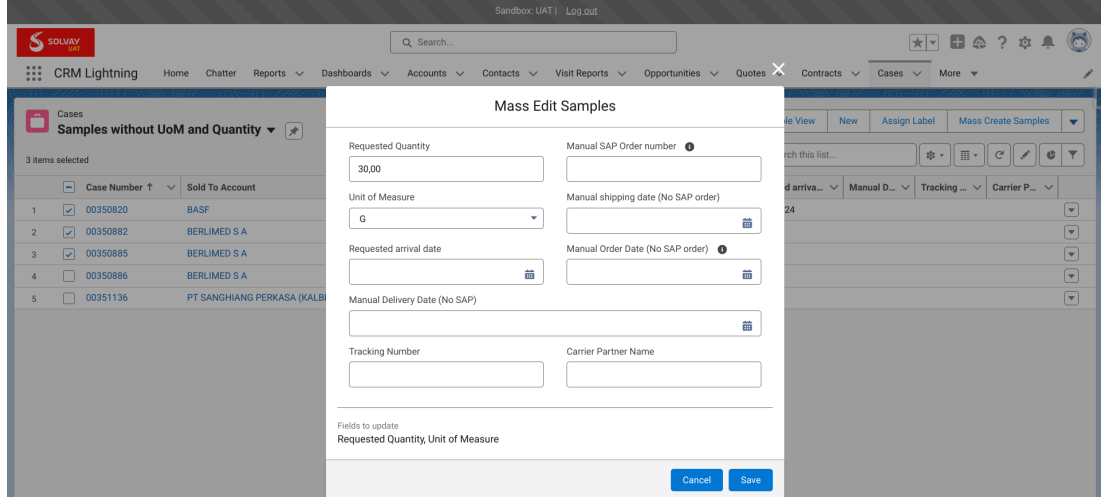 Sandbox: UAT | Log out
SOLVAY
UAT
Search...
CRM Lightning Home Chatter Reports Dashboards Accounts Contacts Visit Reports Opportunities Quotes Contracts Cases More
Mass Edit Samples
Cases
Samples without UoM and Quantity
le View New Assign Label Mass Create Samples
3 items selected
rch this list...
Case Number ↑ Sold To Account
d arriva... Manual D... Tracking ... Carrier P...
1 00350820 BASF
24
2 00350882 BERLIMED S A
3 00350885 BERLIMED S A
4 00350886 BERLIMED S A
5 00351136 PT SANGHIANG PERKASA (KALB
Requested Quantity Manual SAP Order number
30,00
Unit of Measure Manual shipping date (No SAP order)
G
Requested arrival date Manual Order Date (No SAP order)
Manual Delivery Date (No SAP)
Tracking Number Carrier Partner Name
Fields to update
Requested Quantity, Unit of Measure
Cancel Save